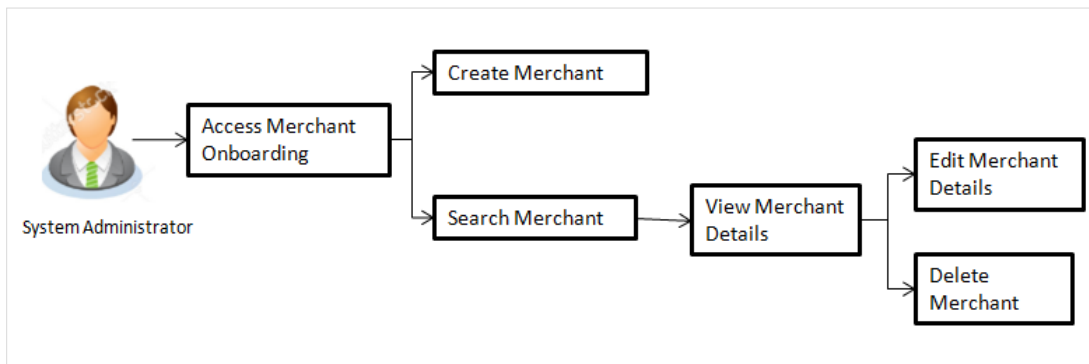 Create Merchant
Access Merchant
Onboarding
System Administrator
Search Merchant
View Merchant
Details
Edit Merchant
Details
Delete
Merchant